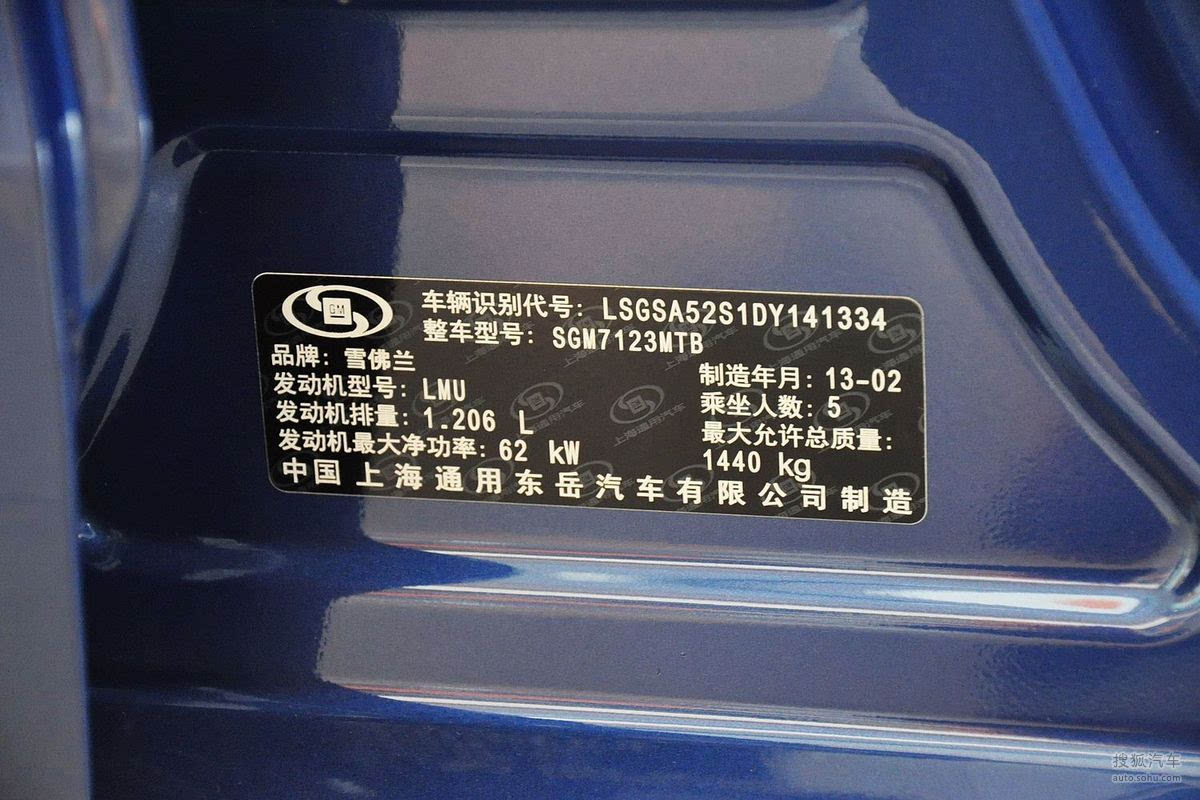 GM
车辆识别代号: LSGSA52S1DY141334
整车型号: SGM7123MTB
品牌: 雪佛兰
发动机型号: LMU
制造年月: 13-02
发动机排量: 1.206 L
乘坐人数: 5
发动机最大净功率: 62 kW
最大允许总质量:
1440 kg
中国上海通用东岳汽车有限公司制造
搜狐汽车
auto.sohu.com